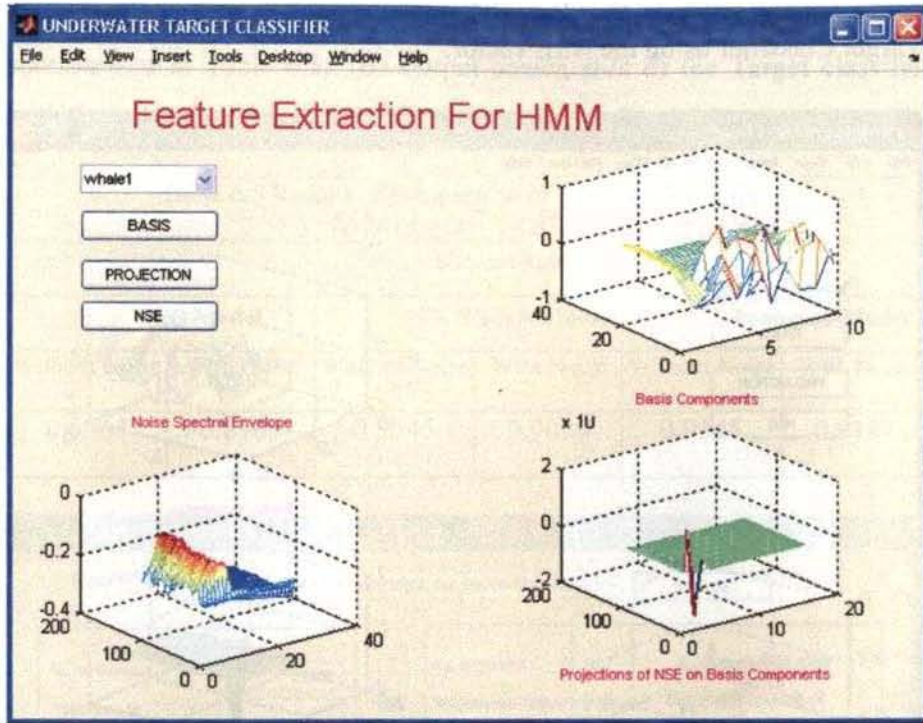 UNDERWATER TARGET CLASSIFIER
File Edit View Insert Tools Desktop Window Help
Feature Extraction For HMM
whale1
BASIS
PROJECTION
NSE
1
0
-1
40
20
0 0
5
10
Basis Components
Noise Spectral Envelope
0
-0.2
-0.4
200
100
0 0
20
40
x 10
2
0
-2
200
100
0 0
10
20
Projections of NSE on Basis Components